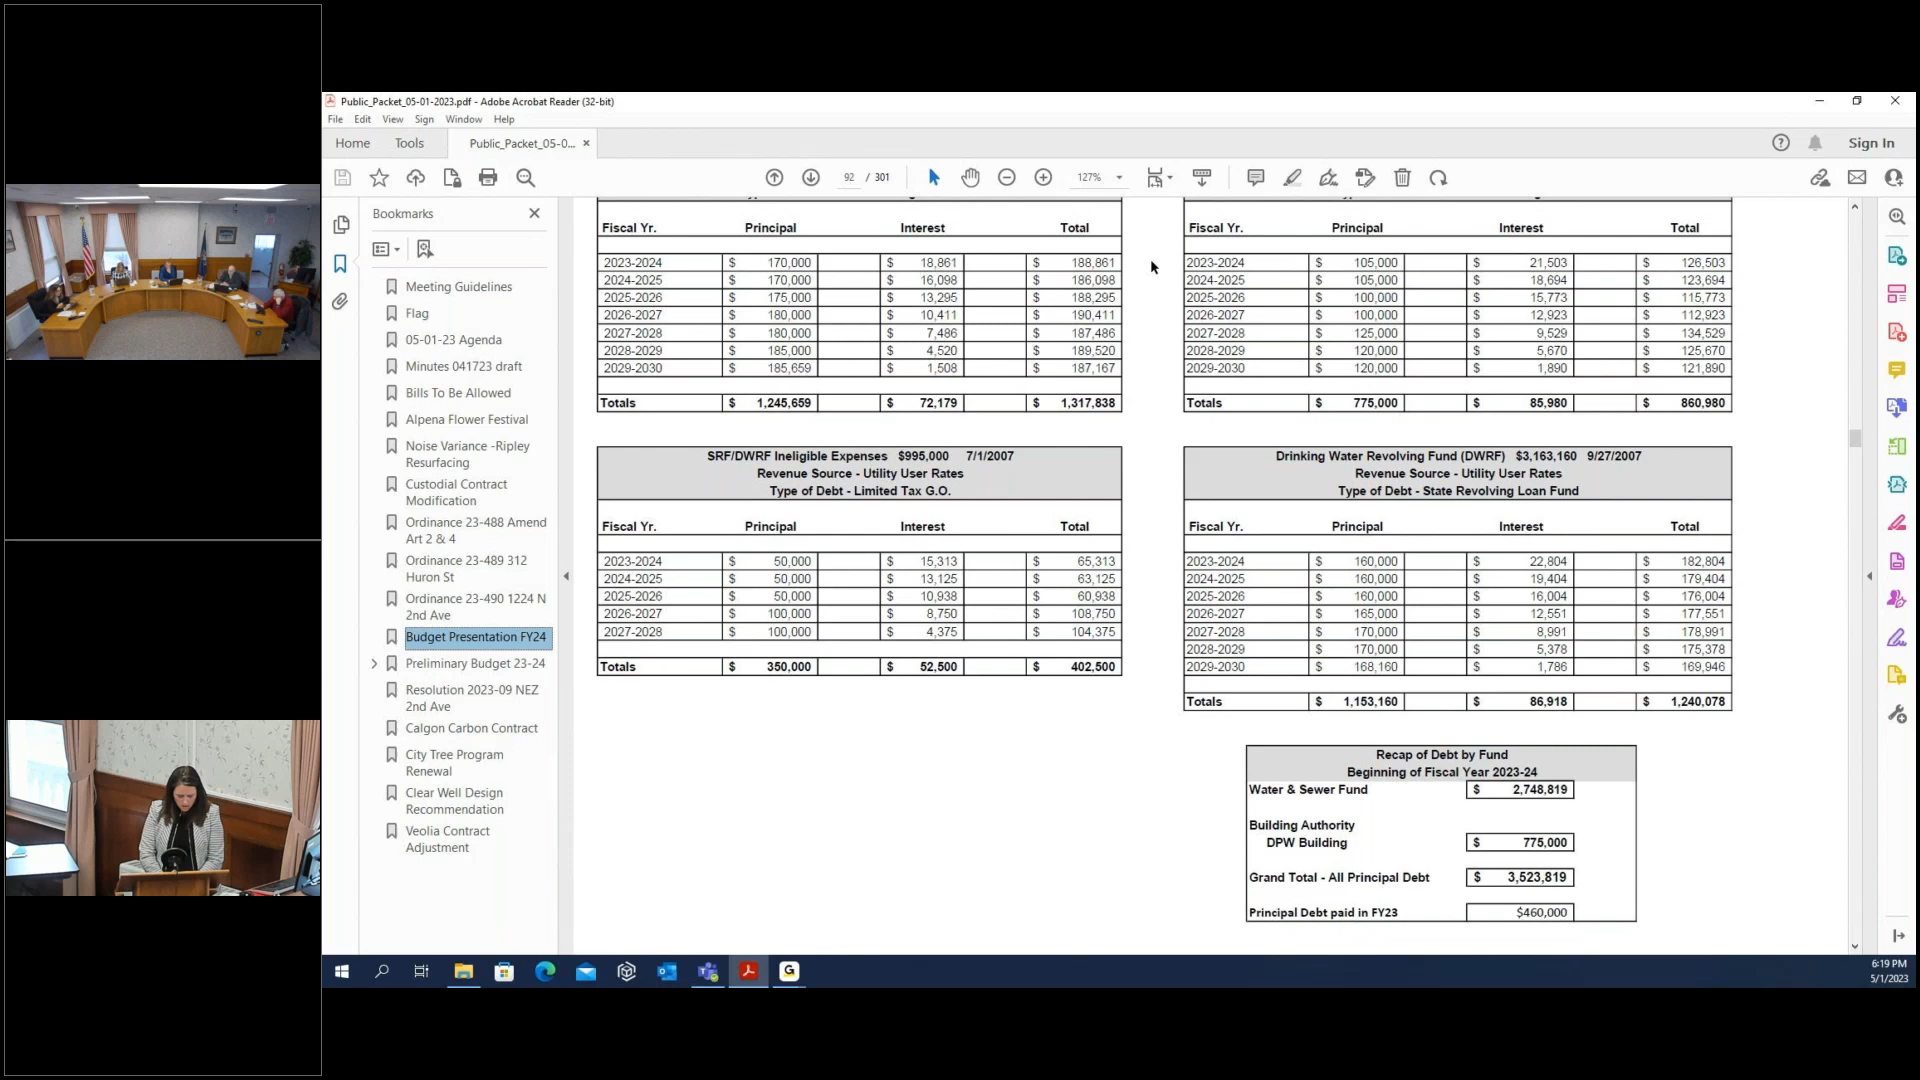 Public_Packet_05-01-2023.pdf - Adobe Acrobat Reader (32-bit)
File Edit View Sign Window Help
Home Tools Public_Packet_05-0... Sign In
92 / 301 127%
Bookmarks
Meeting Guidelines
Flag
05-01-23 Agenda
Minutes 041723 draft
Bills To Be Allowed
Alpena Flower Festival
Noise Variance -Ripley
Resurfacing
Custodial Contract
Modification
Ordinance 23-488 Amend
Art 2 & 4
Ordinance 23-489 312
Huron St
Ordinance 23-490 1224 N
2nd Ave
Budget Presentation FY24
Preliminary Budget 23-24
Resolution 2023-09 NEZ
2nd Ave
Calgon Carbon Contract
City Tree Program
Renewal
Clear Well Design
Recommendation
Veolia Contract
Adjustment
Fiscal Yr. Principal Interest Total
2023-2024 $ 170,000 $ 18,861 $ 188,861
2024-2025 $ 170,000 $ 16,098 $ 186,098
2025-2026 $ 175,000 $ 13,295 $ 188,295
2026-2027 $ 180,000 $ 10,411 $ 190,411
2027-2028 $ 180,000 $ 7,486 $ 187,486
2028-2029 $ 185,000 $ 4,520 $ 189,520
2029-2030 $ 185,659 $ 1,508 $ 187,167
Totals $ 1,245,659 $ 72,179 $ 1,317,838
Fiscal Yr. Principal Interest Total
2023-2024 $ 105,000 $ 21,503 $ 126,503
2024-2025 $ 105,000 $ 18,694 $ 123,694
2025-2026 $ 100,000 $ 15,773 $ 115,773
2026-2027 $ 100,000 $ 12,923 $ 112,923
2027-2028 $ 125,000 $ 9,529 $ 134,529
2028-2029 $ 120,000 $ 5,670 $ 125,670
2029-2030 $ 120,000 $ 1,890 $ 121,890
Totals $ 775,000 $ 85,980 $ 860,980
SRF/DWRF Ineligible Expenses $995,000 7/1/2007
Revenue Source - Utility User Rates
Type of Debt - Limited Tax G.O.
Fiscal Yr. Principal Interest Total
2023-2024 $ 50,000 $ 15,313 $ 65,313
2024-2025 $ 50,000 $ 13,125 $ 63,125
2025-2026 $ 50,000 $ 10,938 $ 60,938
2026-2027 $ 100,000 $ 8,750 $ 108,750
2027-2028 $ 100,000 $ 4,375 $ 104,375
Totals $ 350,000 $ 52,500 $ 402,500
Drinking Water Revolving Fund (DWRF) $3,163,160 9/27/2007
Revenue Source - Utility User Rates
Type of Debt - State Revolving Loan Fund
Fiscal Yr. Principal Interest Total
2023-2024 $ 160,000 $ 22,804 $ 182,804
2024-2025 $ 160,000 $ 19,404 $ 179,404
2025-2026 $ 160,000 $ 16,004 $ 176,004
2026-2027 $ 165,000 $ 12,551 $ 177,551
2027-2028 $ 170,000 $ 8,991 $ 178,991
2028-2029 $ 170,000 $ 5,378 $ 175,378
2029-2030 $ 168,160 $ 1,786 $ 169,946
Totals $ 1,153,160 $ 86,918 $ 1,240,078
Recap of Debt by Fund
Beginning of Fiscal Year 2023-24
Water & Sewer Fund $ 2,748,819
Building Authority
DPW Building $ 775,000
Grand Total - All Principal Debt $ 3,523,819
Principal Debt paid in FY23 $460,000
6:19 PM
5/1/2023